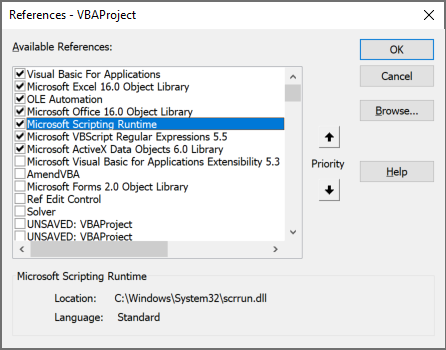 References - VBAProject
Available References:
Visual Basic For Applications
Microsoft Excel 16.0 Object Library
OLE Automation
Microsoft Office 16.0 Object Library
Microsoft Scripting Runtime
Microsoft VBScript Regular Expressions 5.5
Microsoft ActiveX Data Objects 6.0 Library
Microsoft Visual Basic for Applications Extensibility 5.3
AmendVBA
Microsoft Forms 2.0 Object Library
Ref Edit Control
Solver
UNSAVED: VBAProject
UNSAVED: VBAProject
OK
Cancel
Browse...
Priority
Help
Microsoft Scripting Runtime
Location: C:\Windows\System32\scrrun.dll
Language: Standard